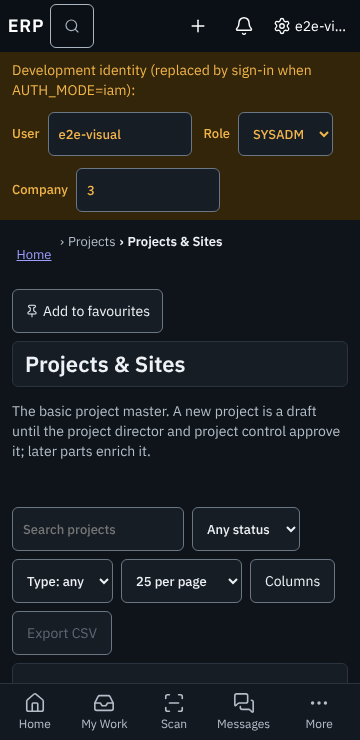 ERP
e2e-vi...
Development identity (replaced by sign-in when
AUTH_MODE=iam):
User e2e-visual Role SYSADM
Company 3
Home › Projects › Projects & Sites
Add to favourites
Projects & Sites
The basic project master. A new project is a draft
until the project director and project control approve
it; later parts enrich it.
Search projects Any status
Type: any 25 per page Columns
Export CSV
Home My Work Scan Messages More